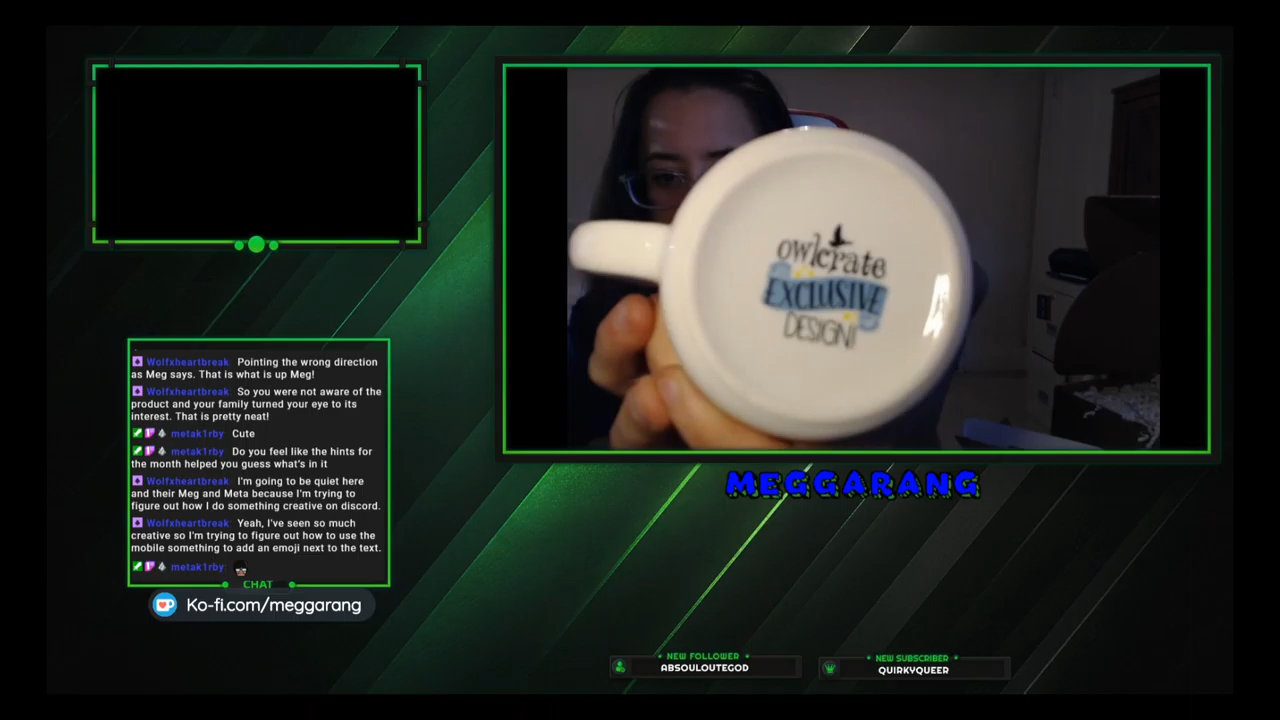 owlcrate
EXCLUSIVE
DESIGN!
Wolfxheartbreak: Pointing the wrong direction
as Meg says. That is what is up Meg!
Wolfxheartbreak: So you were not aware of the
product and your family turned your eye to its
interest. That is pretty neat!
metak1rby: Cute
metak1rby: Do you feel like the hints for
the month helped you guess what's in it
Wolfxheartbreak: I'm going to be quiet here
and their Meg and Meta because I'm trying to
figure out how I do something creative on discord.
Wolfxheartbreak: Yeah, I've seen so much
creative so I'm trying to figure out how to use the
mobile something to add an emoji next to the text.
metak1rby:
CHAT
Ko-fi.com/meggarang
MEGGARANG
NEW FOLLOWER
ABSOULOUTEGOD
NEW SUBSCRIBER
QUIRKYQUEER